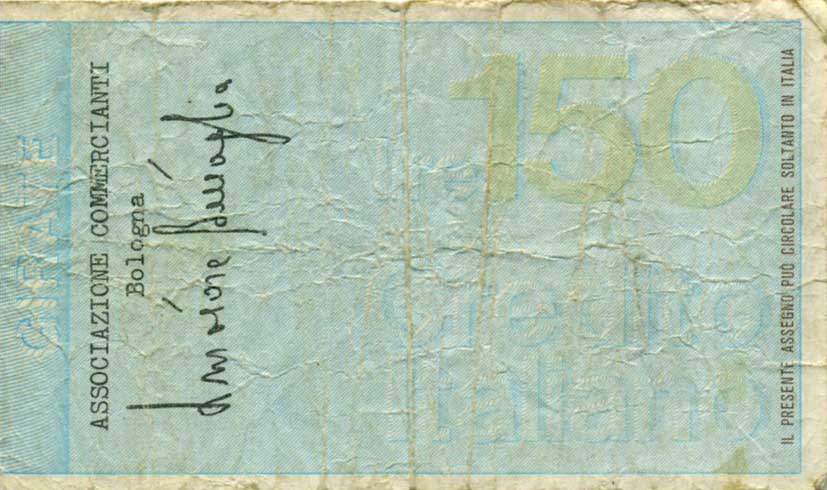 GIRATE
ASSOCIAZIONE COMMERCIANTI
Bologna
150
Credito
Italiano
IL PRESENTE ASSEGNO PUÒ CIRCOLARE SOLTANTO IN ITALIA